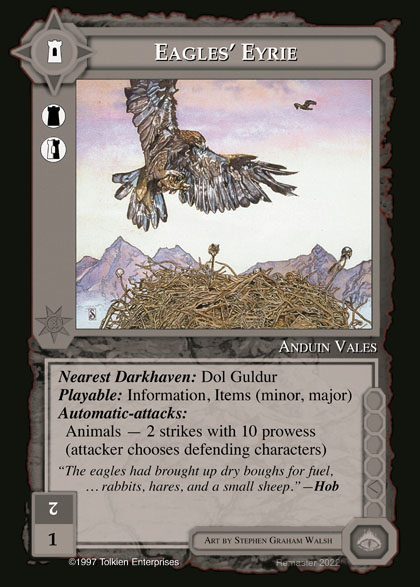 Eagles' Eyrie
Anduin Vales
Nearest Darkhaven: Dol Guldur
Playable: Information, Items (minor, major)
Automatic-attacks:
Animals — 2 strikes with 10 prowess
(attacker chooses defending characters)
“The eagles had brought up dry boughs for fuel,
… rabbits, hares, and a small sheep.” —Hob
2
1
Art by Stephen Graham Walsh
©1997 Tolkien Enterprises
Remaster 2022